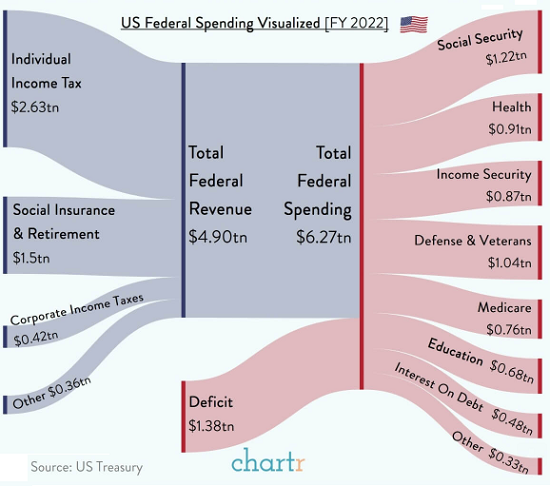 US Federal Spending Visualized [FY 2022]
Individual
Income Tax
$2.63tn
Social Insurance
& Retirement
$1.5tn
Corporate Income Taxes
$0.42tn
Other $0.36tn
Total
Federal
Revenue
$4.90tn
Total
Federal
Spending
$6.27tn
Deficit
$1.38tn
Social Security
$1.22tn
Health
$0.91tn
Income Security
$0.87tn
Defense & Veterans
$1.04tn
Medicare
$0.76tn
Education $0.68tn
Interest On Debt $0.48tn
Other $0.33tn
Source: US Treasury
chartr